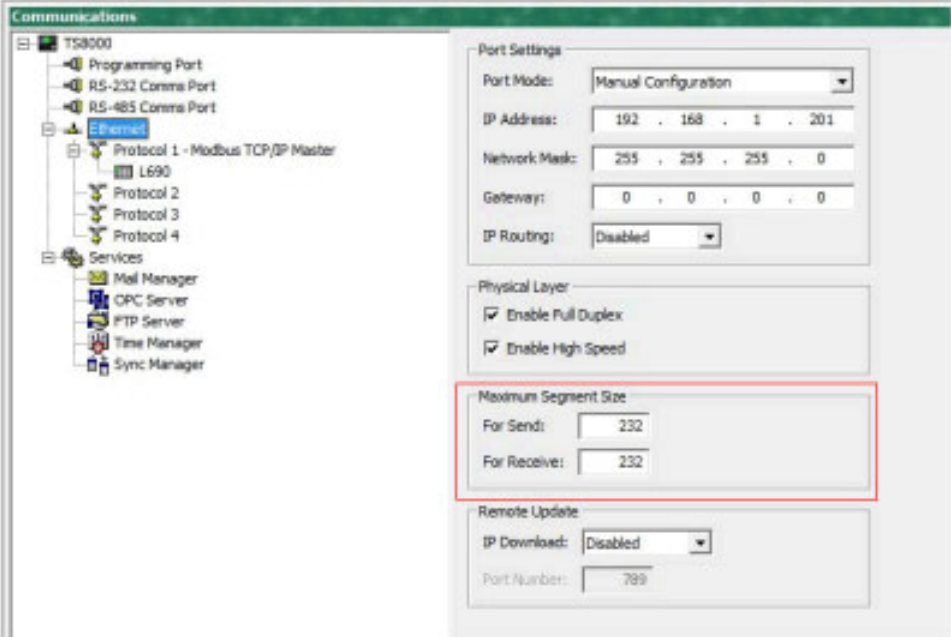 Communications
TS8000
Programming Port
RS-232 Comms Port
RS-485 Comms Port
Ethernet
Protocol 1 - Modbus TCP/IP Master
L690
Protocol 2
Protocol 3
Protocol 4
Services
Mail Manager
OPC Server
FTP Server
Time Manager
Sync Manager
Port Settings
Port Mode: Manual Configuration
IP Address: 192 . 168 . 1 . 201
Network Mask: 255 . 255 . 255 . 0
Gateway: 0 . 0 . 0 . 0
IP Routing: Disabled
Physical Layer
Enable Full Duplex
Enable High Speed
Maximum Segment Size
For Send: 232
For Receive: 232
Remote Update
IP Download: Disabled
Port Number: 789